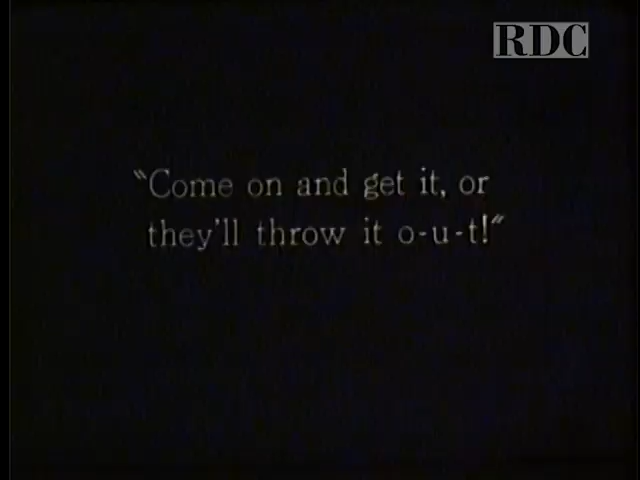 RDC
"Come on and get it, or
they'll throw it o-u-t!"